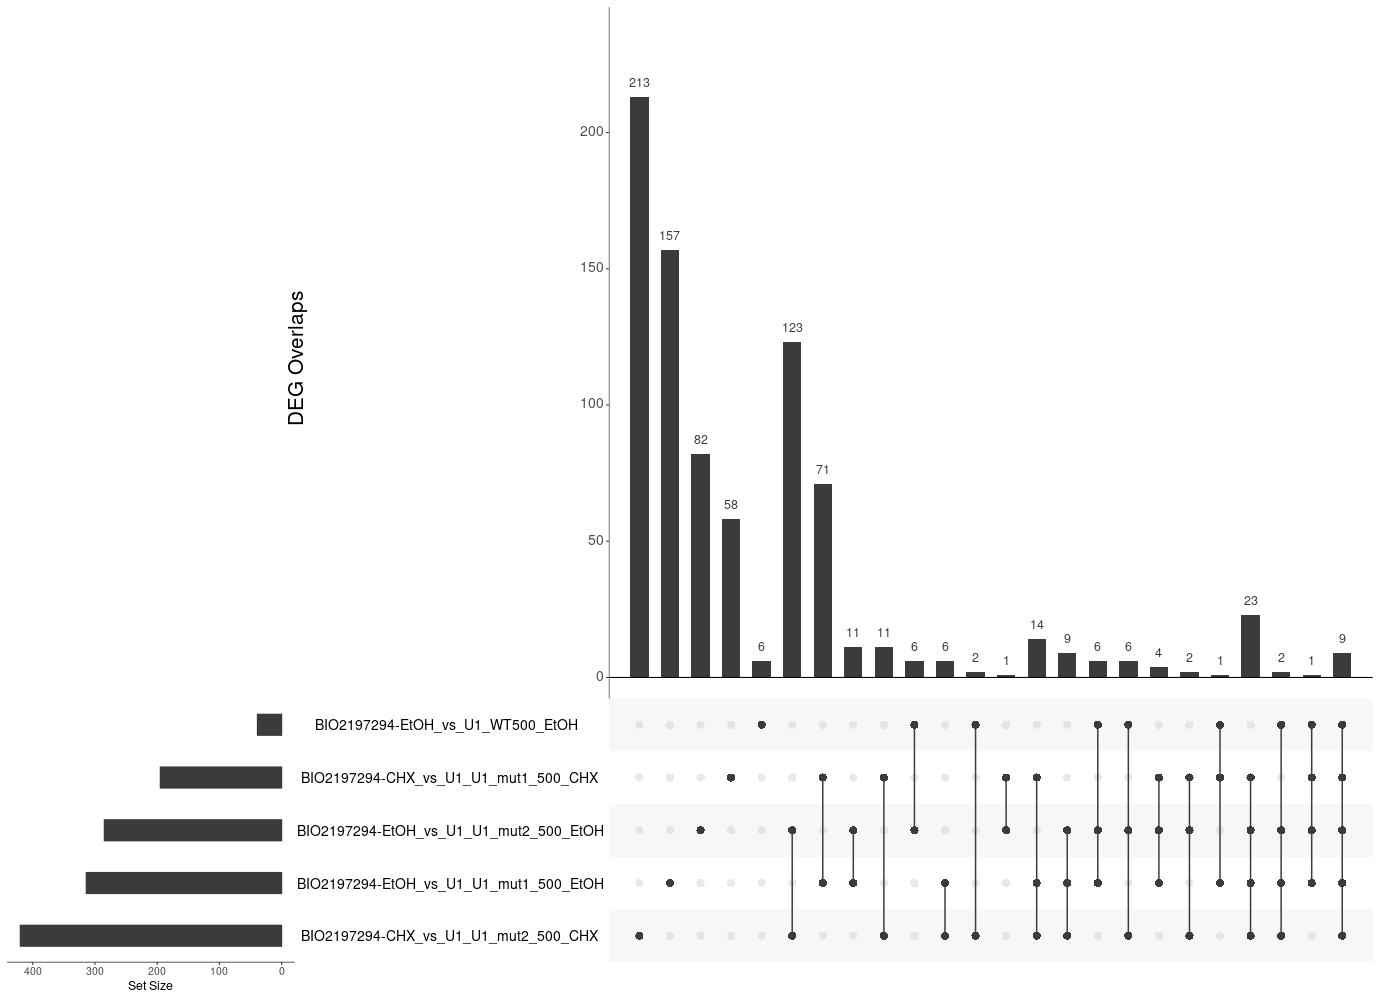 213
200
157
150
123
DEG Overlaps
100
82
71
58
50
23
14
11 11
9 9
6 6 6 6 6
4
2 2 2
1 1 1
0
BIO2197294-EtOH_vs_U1_WT500_EtOH
BIO2197294-CHX_vs_U1_U1_mut1_500_CHX
BIO2197294-EtOH_vs_U1_U1_mut2_500_EtOH
BIO2197294-EtOH_vs_U1_U1_mut1_500_EtOH
BIO2197294-CHX_vs_U1_U1_mut2_500_CHX
400 300 200 100 0
Set Size